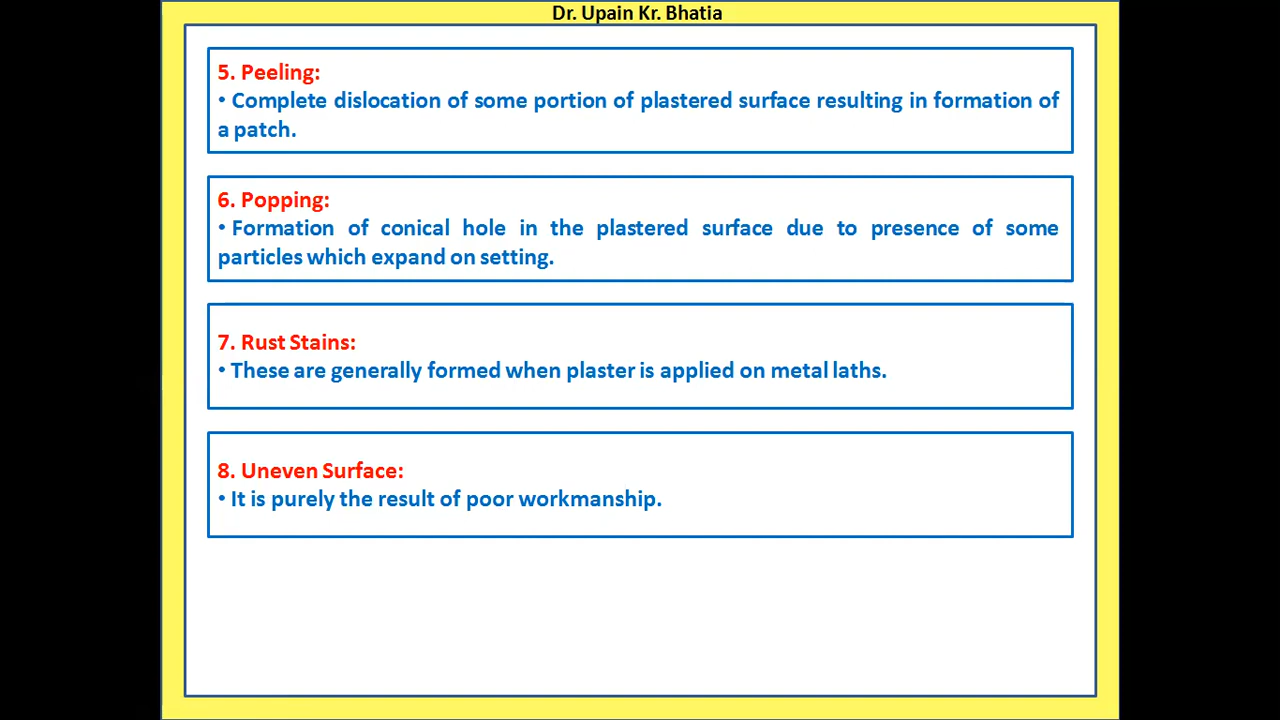 Dr. Upain Kr. Bhatia
5. Peeling:
• Complete dislocation of some portion of plastered surface resulting in formation of
a patch.
6. Popping:
• Formation of conical hole in the plastered surface due to presence of some
particles which expand on setting.
7. Rust Stains:
• These are generally formed when plaster is applied on metal laths.
8. Uneven Surface:
• It is purely the result of poor workmanship.